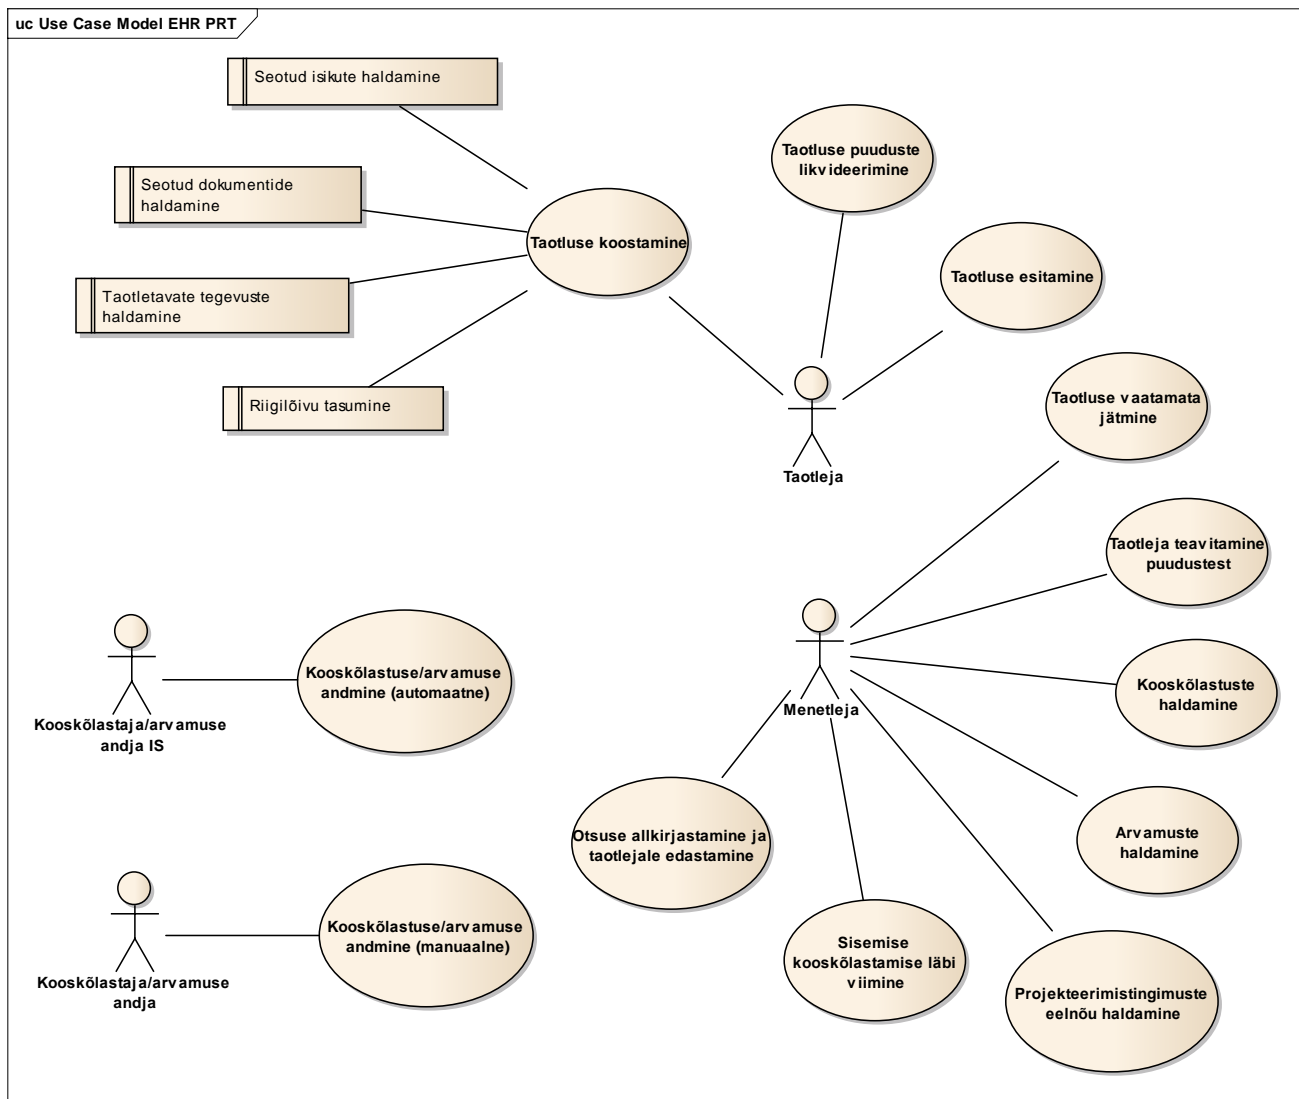 uc Use Case Model EHR PRT
Seotud isikute haldamine
Seotud dokumentide
haldamine
Taotletavate tegevuste
haldamine
Riigilõivu tasumine
Taotluse koostamine
Taotluse puuduste
likvideerimine
Taotluse esitamine
Taotleja
Taotluse vaatamata
jätmine
Taotleja teavitamine
puudustest
Kooskõlastuste
haldamine
Menetleja
Arvamuste
haldamine
Projekteerimistingimuste
eelnõu haldamine
Sisemise
kooskõlastamise läbi
viimine
Otsuse allkirjastamine ja
taotlejale edastamine
Kooskõlastaja/arvamuse
andja IS
Kooskõlastuse/arvamuse
andmine (automaatne)
Kooskõlastaja/arvamuse
andja
Kooskõlastuse/arvamuse
andmine (manuaalne)